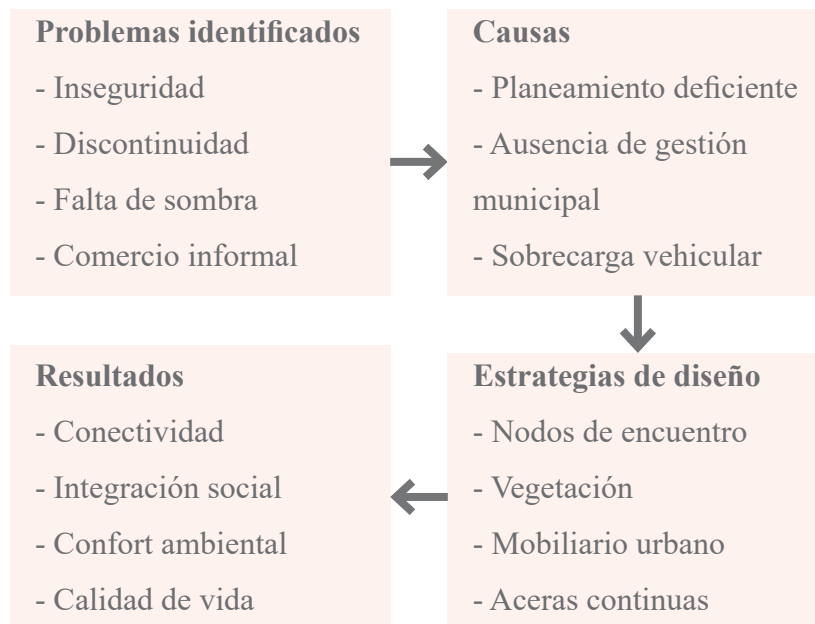 Problemas identificados
- Inseguridad
- Discontinuidad
- Falta de sombra
- Comercio informal
Causas
- Planeamiento deficiente
- Ausencia de gestión
municipal
- Sobrecarga vehicular
Estrategias de diseño
- Nodos de encuentro
- Vegetación
- Mobiliario urbano
- Aceras continuas
Resultados
- Conectividad
- Integración social
- Confort ambiental
- Calidad de vida